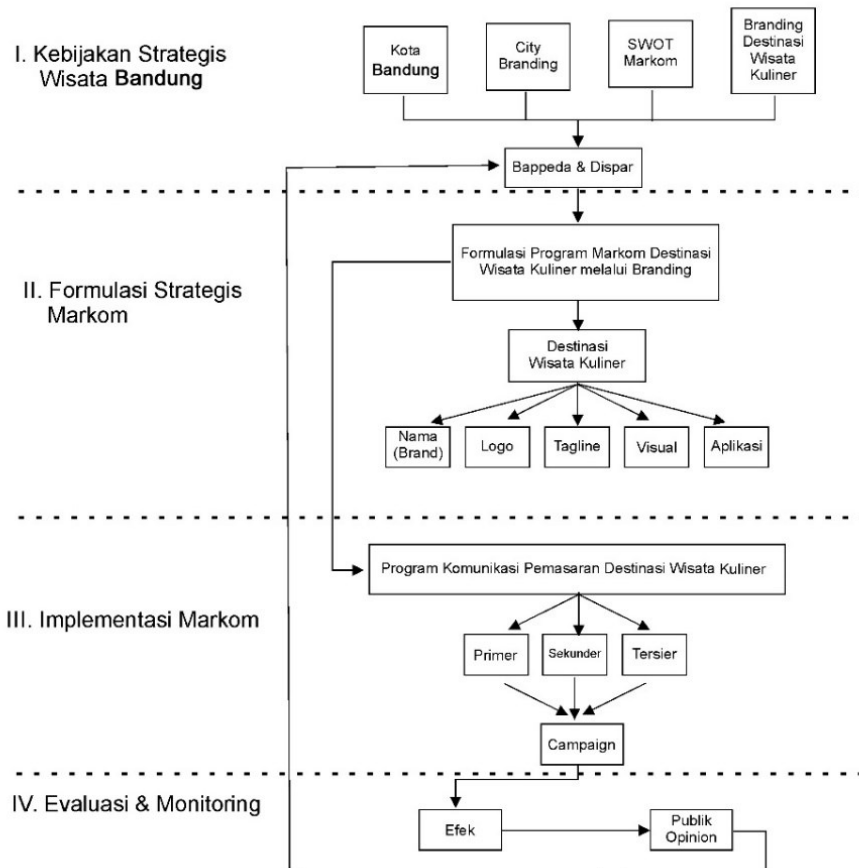 I. Kebijakan Strategis
Wisata Bandung
Kota
Bandung
City
Branding
SWOT
Markom
Branding
Destinasi
Wisata
Kuliner
Bappeda & Dispar
II. Formulasi Strategis
Markom
Formulasi Program Markom Destinasi
Wisata Kuliner melalui Branding
Destinasi
Wisata Kuliner
Nama
(Brand)
Logo
Tagline
Visual
Aplikasi
III. Implementasi Markom
Program Komunikasi Pemasaran Destinasi Wisata Kuliner
Primer
Sekunder
Tersier
Campaign
IV. Evaluasi & Monitoring
Efek
Publik
Opinion